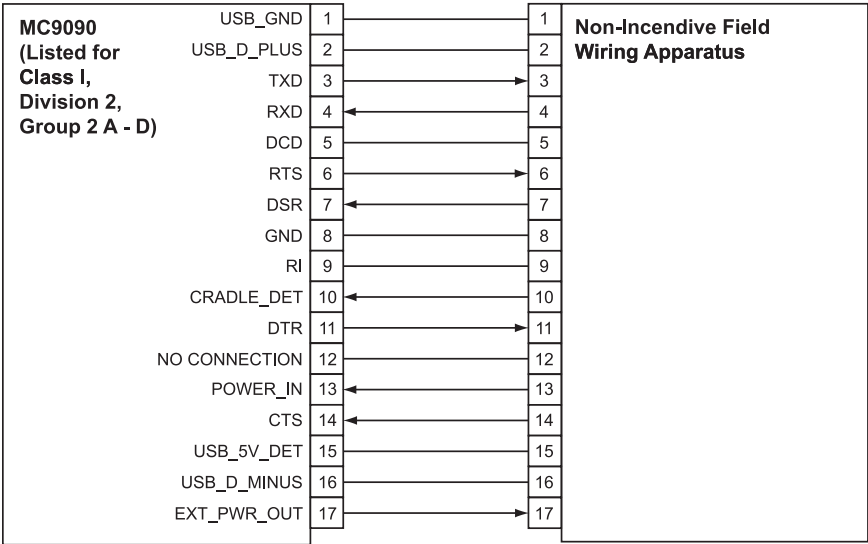 MC9090
(Listed for
Class I,
Division 2,
Group 2 A - D)
Non-Incendive Field
Wiring Apparatus
USB_GND 1 1
USB_D_PLUS 2 2
TXD 3 3
RXD 4 4
DCD 5 5
RTS 6 6
DSR 7 7
GND 8 8
RI 9 9
CRADLE_DET 10 10
DTR 11 11
NO CONNECTION 12 12
POWER_IN 13 13
CTS 14 14
USB_5V_DET 15 15
USB_D_MINUS 16 16
EXT_PWR_OUT 17 17